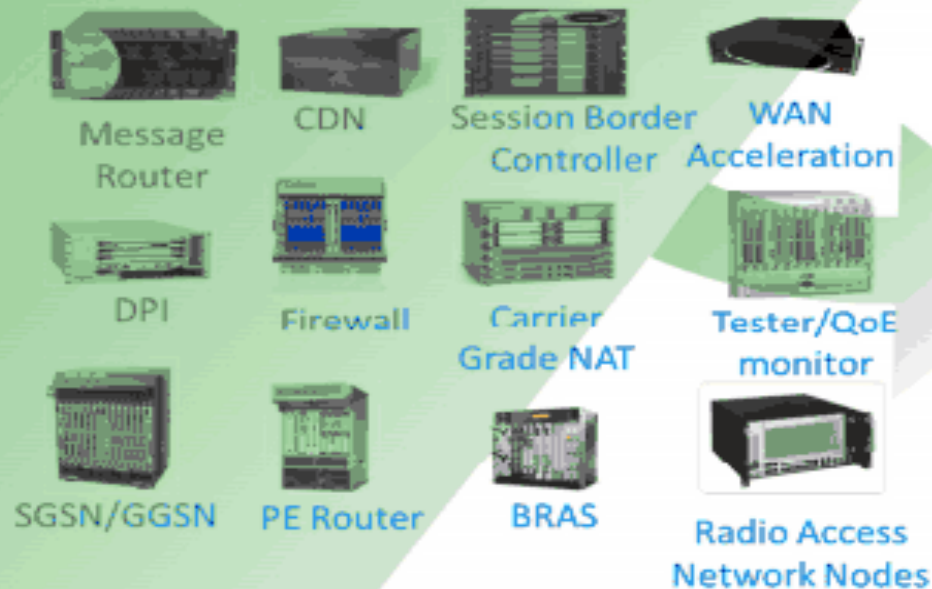 Message
Router
CDN
Session Border
Controller
WAN
Acceleration
DPI
Firewall
Carrier
Grade NAT
Tester/QoE
monitor
SGSN/GGSN
PE Router
BRAS
Radio Access
Network Nodes